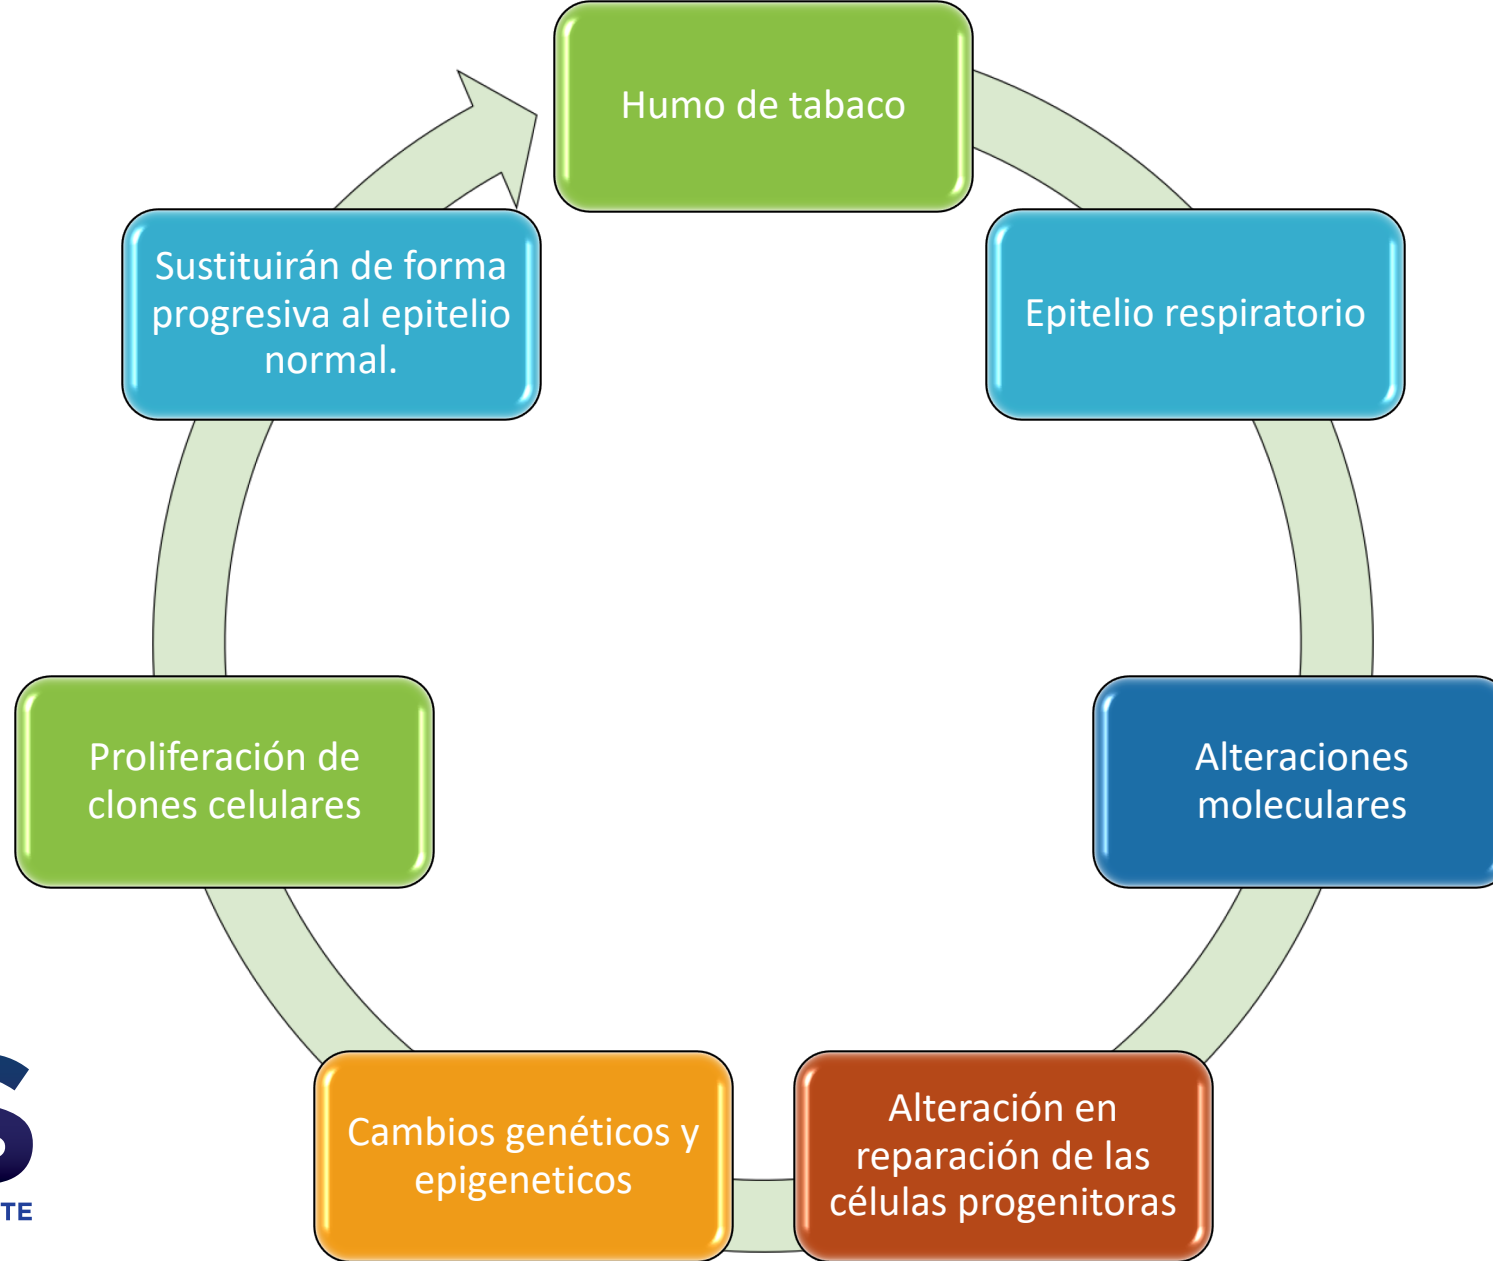 Humo de tabaco
Epitelio respiratorio
Alteraciones
moleculares
Alteración en
reparación de las
células progenitoras
Cambios genéticos y
epigeneticos
Proliferación de
clones celulares
Sustituirán de forma
progresiva al epitelio
normal.
S
TE